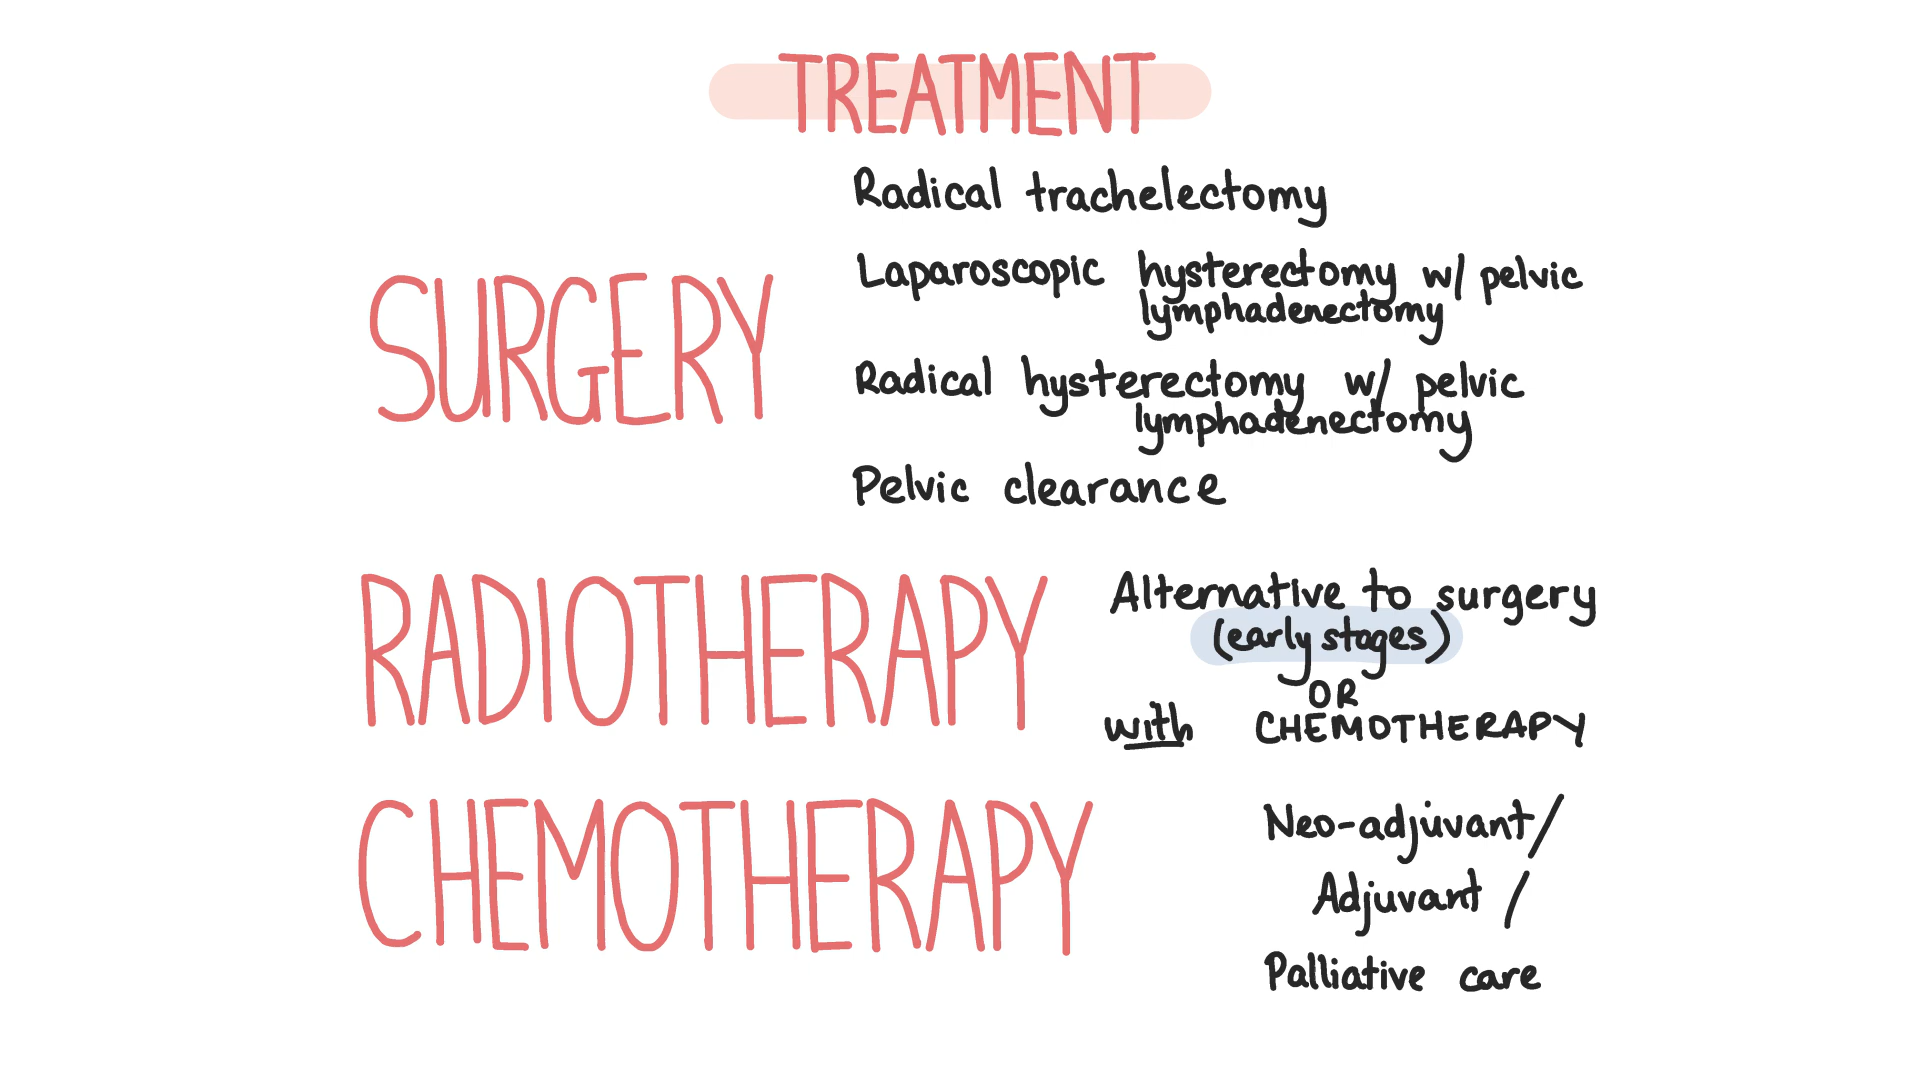 TREATMENT
SURGERY
Radical trachelectomy
Laparoscopic hysterectomy w/ pelvic
lymphadenectomy
Radical hysterectomy w/ pelvic
lymphadenectomy
Pelvic clearance
RADIOTHERAPY
Alternative to surgery
(early stages)
OR
with CHEMOTHERAPY
CHEMOTHERAPY
Neo-adjuvant/
Adjuvant /
Palliative care